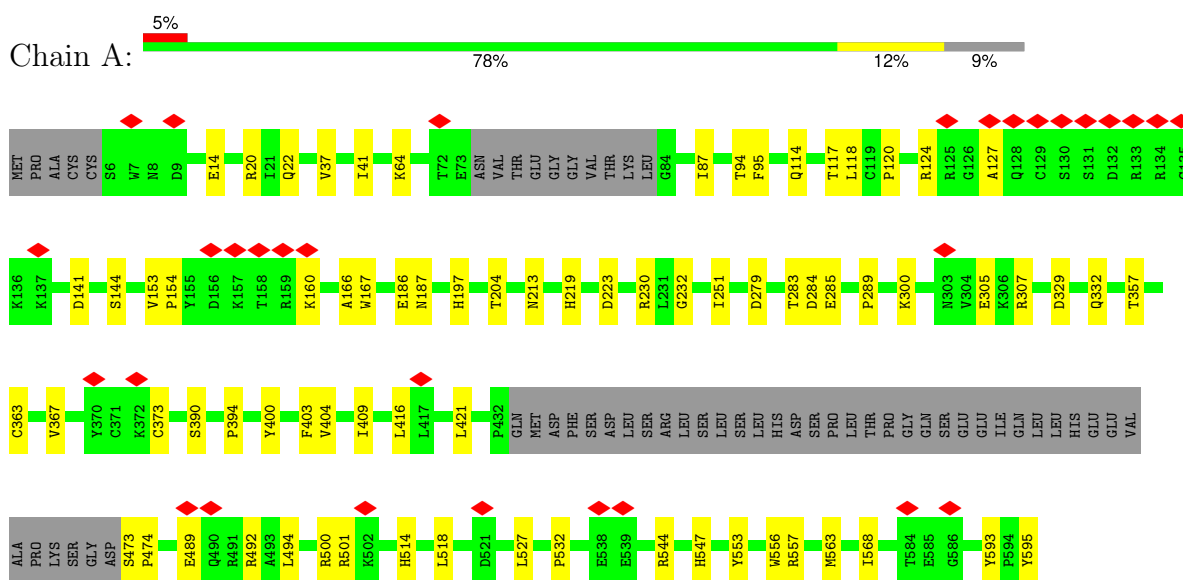 5%
Chain A:
78% 12% 9%
MET PRO ALA CYS CYS S6 W7 N8 D9 E14 R20 I21 Q22 V37 I41 K64 T72 E73 ASN VAL THR GLU GLY GLY VAL THR LYS LEU G84 I87 T94 F95 Q114 T117 L118 C119 P120 R124 R125 G126 A127 Q128 C129 S130 S131 D132 R133 R134 G135
K136 K137 D141 S144 V153 P154 Y155 D156 K157 T158 R159 K160 A166 W167 E186 N187 H197 T204 N213 H219 D223 R230 L231 G232 I251 D279 T283 D284 E285 P289 K300 N303 V304 E305 K306 R307 D329 Q332 T357
C363 V367 Y370 C371 K372 C373 S390 P394 Y400 F403 V404 I409 L416 L417 L421 P432 GLN MET ASP PHE SER ASP ASP LEU SER ARG LEU SER LEU SER LEU HIS ASP SER PRO LEU THR PRO GLY GLN SER GLU GLU ILE GLN LEU LEU HIS GLU GLU VAL
ALA PRO LYS SER GLY ASP S473 P474 E489 Q490 R491 R492 A493 L494 R500 R501 K502 H514 L518 D521 L527 P532 E538 E539 R544 H547 Y553 W556 R557 M563 I568 T584 E585 G586 Y593 P594 Y595